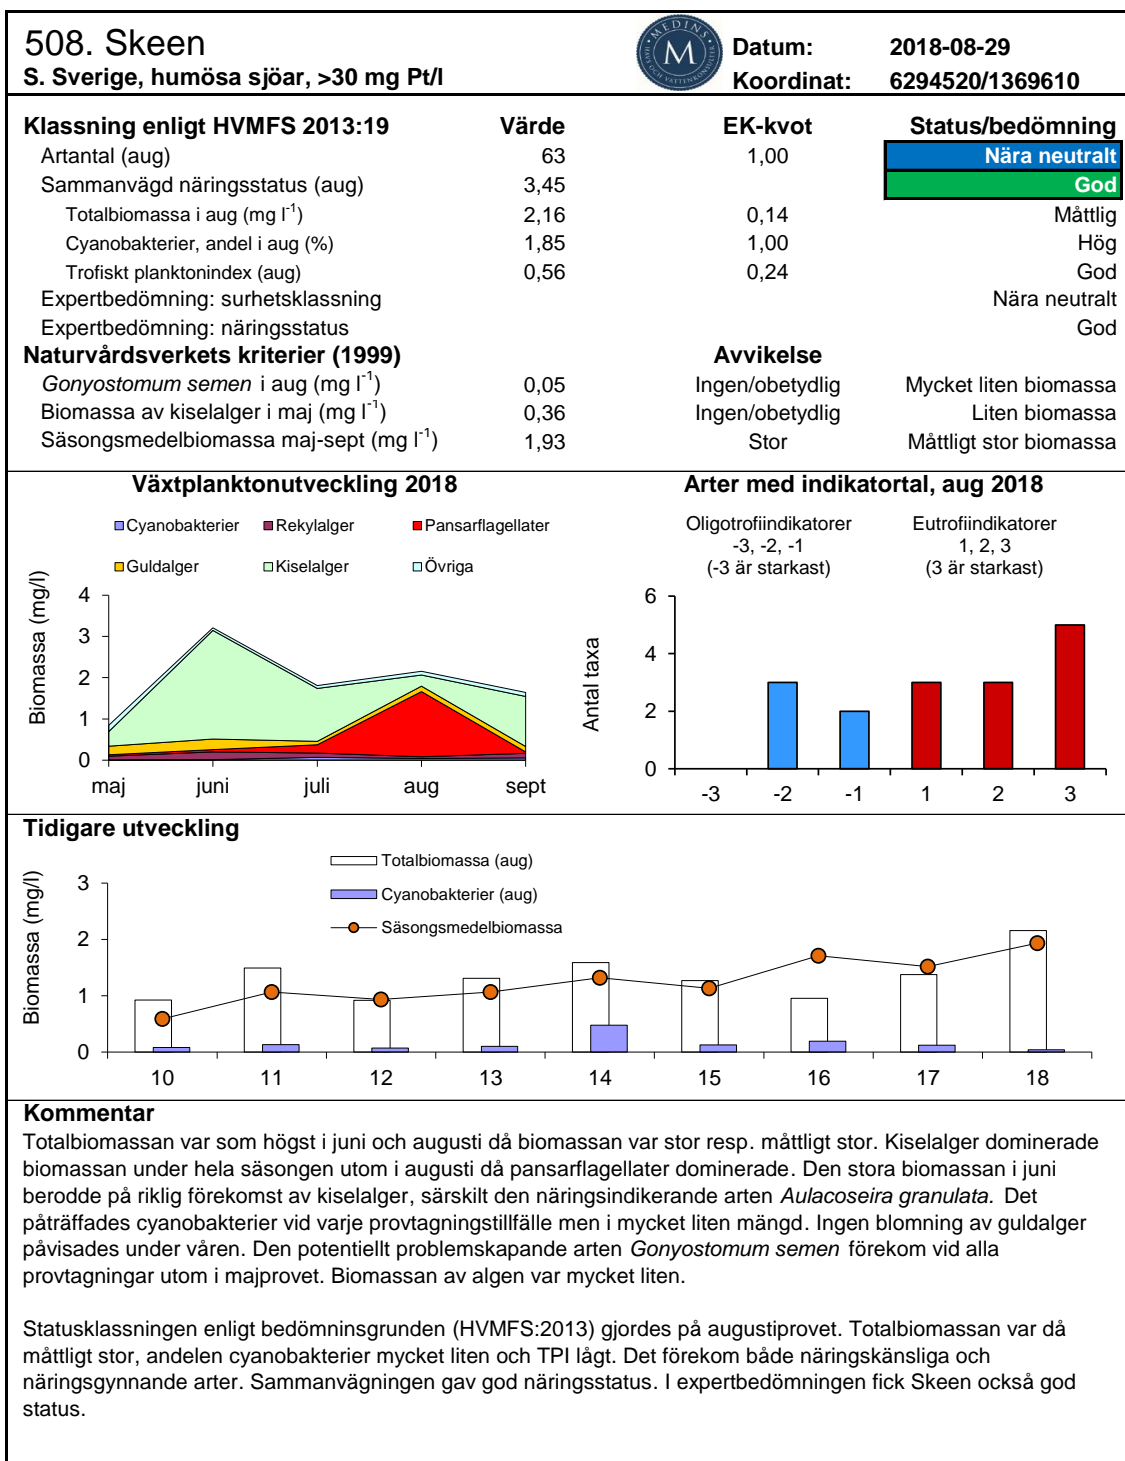 508. Skeen
S. Sverige, humösa sjöar, >30 mg Pt/l
MEDINS
M
HAVS OCH VATTENKONSULTER
Datum: 2018-08-29
Koordinat: 6294520/1369610
Klassning enligt HVMFS 2013:19 Värde EK-kvot Status/bedömning
Artantal (aug) 63 1,00 Nära neutralt
Sammanvägd näringsstatus (aug) 3,45 God
Totalbiomassa i aug (mg l-1) 2,16 0,14 Måttlig
Cyanobakterier, andel i aug (%) 1,85 1,00 Hög
Trofiskt planktonindex (aug) 0,56 0,24 God
Expertbedömning: surhetsklassning Nära neutralt
Expertbedömning: näringsstatus God
Naturvårdsverkets kriterier (1999) Avvikelse
Gonyostomum semen i aug (mg l-1) 0,05 Ingen/obetydlig Mycket liten biomassa
Biomassa av kiselalger i maj (mg l-1) 0,36 Ingen/obetydlig Liten biomassa
Säsongsmedelbiomassa maj-sept (mg l-1) 1,93 Stor Måttligt stor biomassa
Växtplanktonutveckling 2018
Cyanobakterier Rekylalger Pansarflagellater
Guldalger Kiselalger Övriga
Biomassa (mg/l)
4
3
2
1
0
maj juni juli aug sept
Arter med indikatortal, aug 2018
Oligotrofiindikatorer Eutrofiindikatorer
-3, -2, -1 1, 2, 3
(-3 är starkast) (3 är starkast)
Antal taxa
6
4
2
0
-3 -2 -1 1 2 3
Tidigare utveckling
Totalbiomassa (aug)
Cyanobakterier (aug)
Säsongsmedelbiomassa
Biomassa (mg/l)
3
2
1
0
10 11 12 13 14 15 16 17 18
Kommentar
Totalbiomassan var som högst i juni och augusti då biomassan var stor resp. måttligt stor. Kiselalger dominerade
biomassan under hela säsongen utom i augusti då pansarflagellater dominerade. Den stora biomassan i juni
berodde på riklig förekomst av kiselalger, särskilt den näringsindikerande arten Aulacoseira granulata. Det
påträffades cyanobakterier vid varje provtagningstillfälle men i mycket liten mängd. Ingen blomning av guldalger
påvisades under våren. Den potentiellt problemskapande arten Gonyostomum semen förekom vid alla
provtagningar utom i majprovet. Biomassan av algen var mycket liten.
Statusklassningen enligt bedömninsgrunden (HVMFS:2013) gjordes på augustiprovet. Totalbiomassan var då
måttligt stor, andelen cyanobakterier mycket liten och TPI lågt. Det förekom både näringskänsliga och
näringsgynnande arter. Sammanvägningen gav god näringsstatus. I expertbedömningen fick Skeen också god
status.